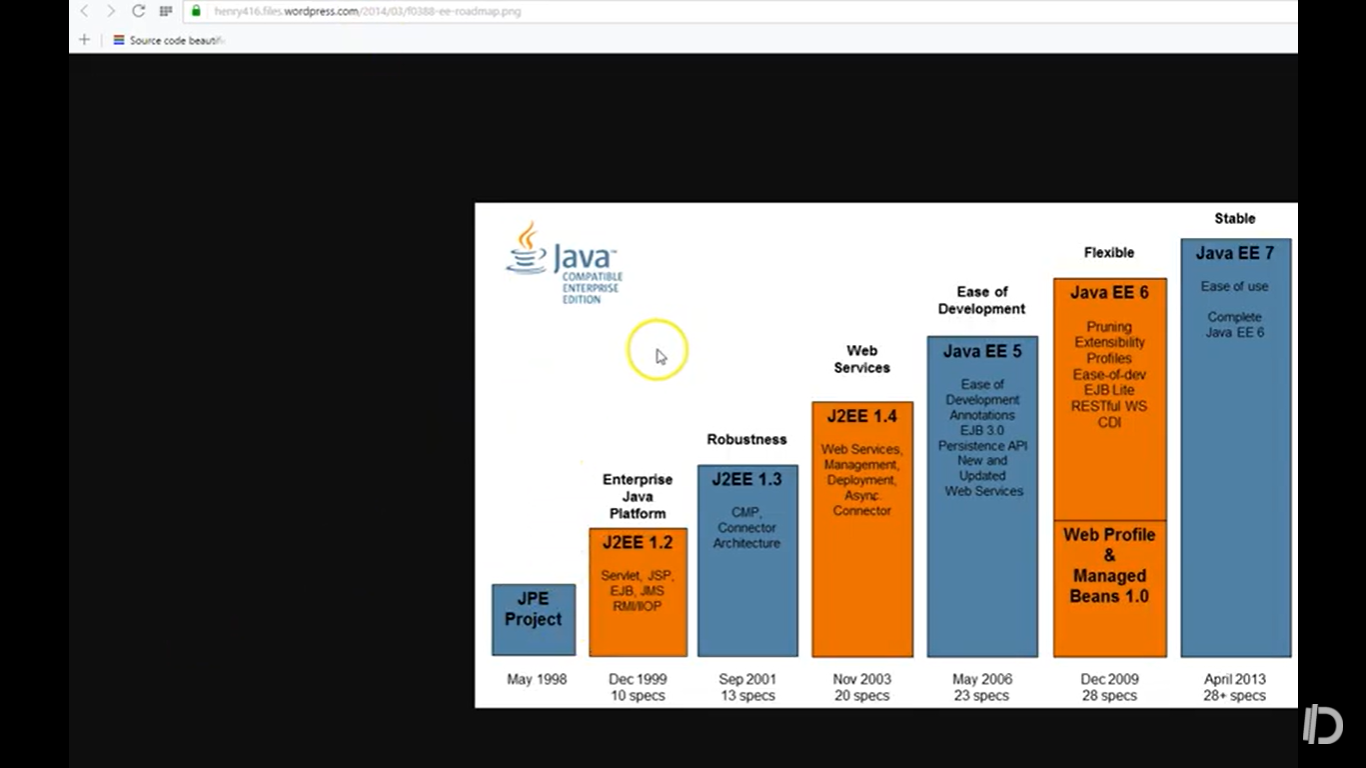 henry416.files.wordpress.com/2014/03/f0388-ee-roadmap.png
Source code beautifi
Java™
COMPATIBLE
ENTERPRISE
EDITION
JPE
Project
May 1998
Enterprise
Java
Platform
J2EE 1.2
Servlet, JSP,
EJB, JMS
RMI/IIOP
Dec 1999
10 specs
Robustness
J2EE 1.3
CMP,
Connector
Architecture
Sep 2001
13 specs
Web
Services
J2EE 1.4
Web Services,
Management,
Deployment,
Async.
Connector
Nov 2003
20 specs
Ease of
Development
Java EE 5
Ease of
Development
Annotations
EJB 3.0
Persistence API
New and
Updated
Web Services
May 2006
23 specs
Flexible
Java EE 6
Pruning
Extensibility
Profiles
Ease-of-dev
EJB Lite
RESTful WS
CDI
Web Profile
&
Managed
Beans 1.0
Dec 2009
28 specs
Stable
Java EE 7
Ease of use
Complete
Java EE 6
April 2013
28+ specs